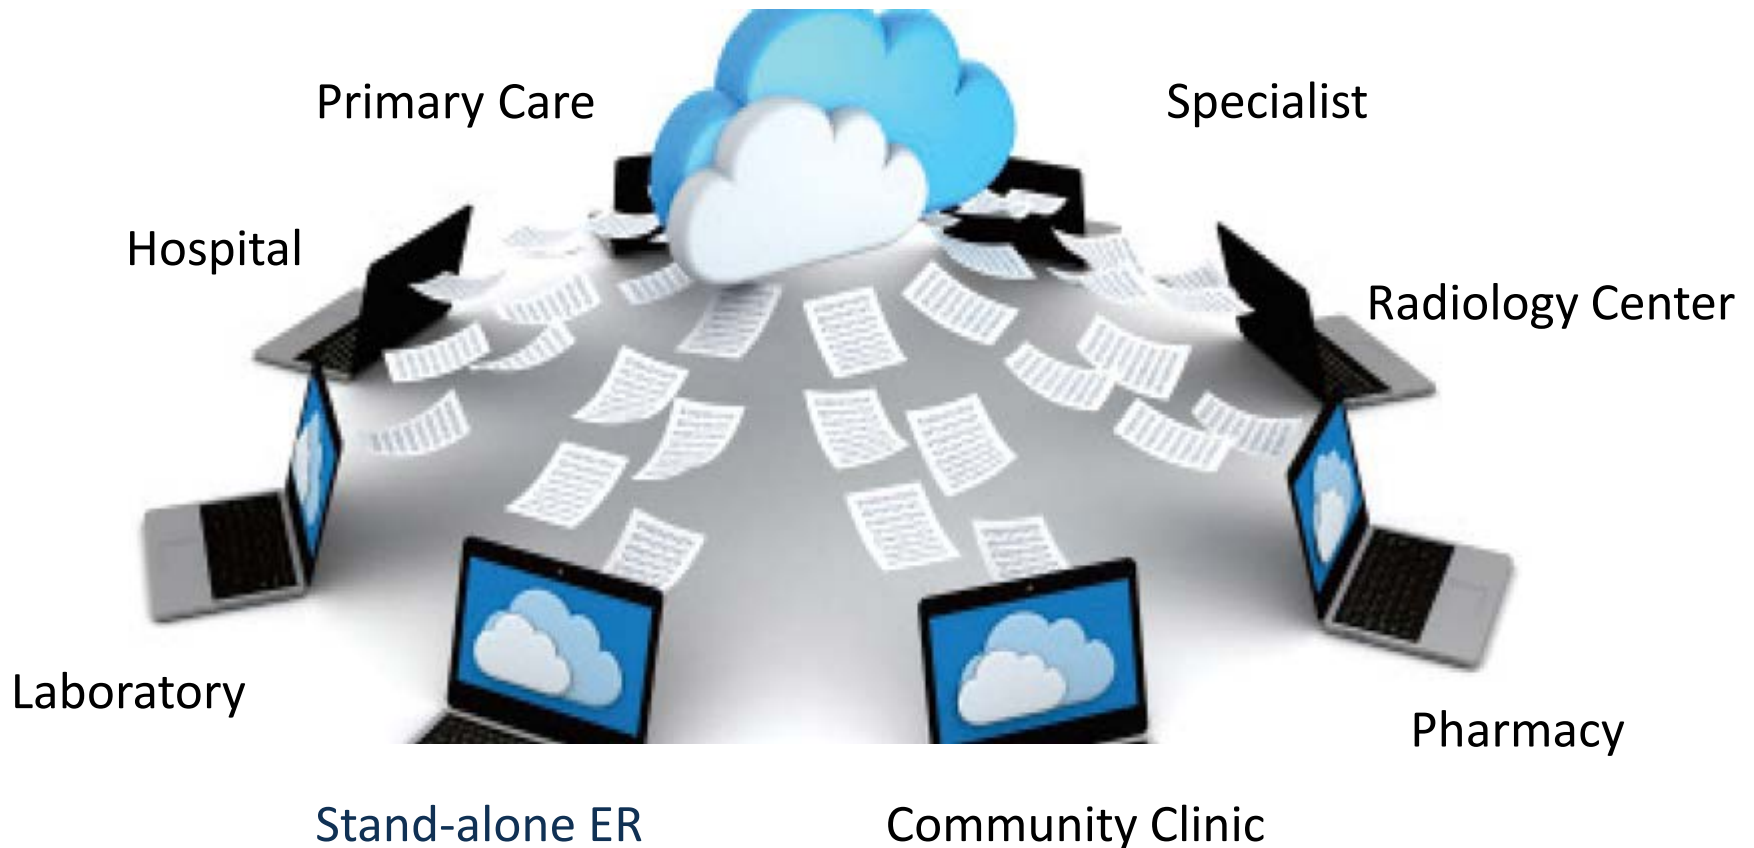 Primary Care
Specialist
Hospital
Radiology Center
Laboratory
Pharmacy
Stand-alone ER
Community Clinic